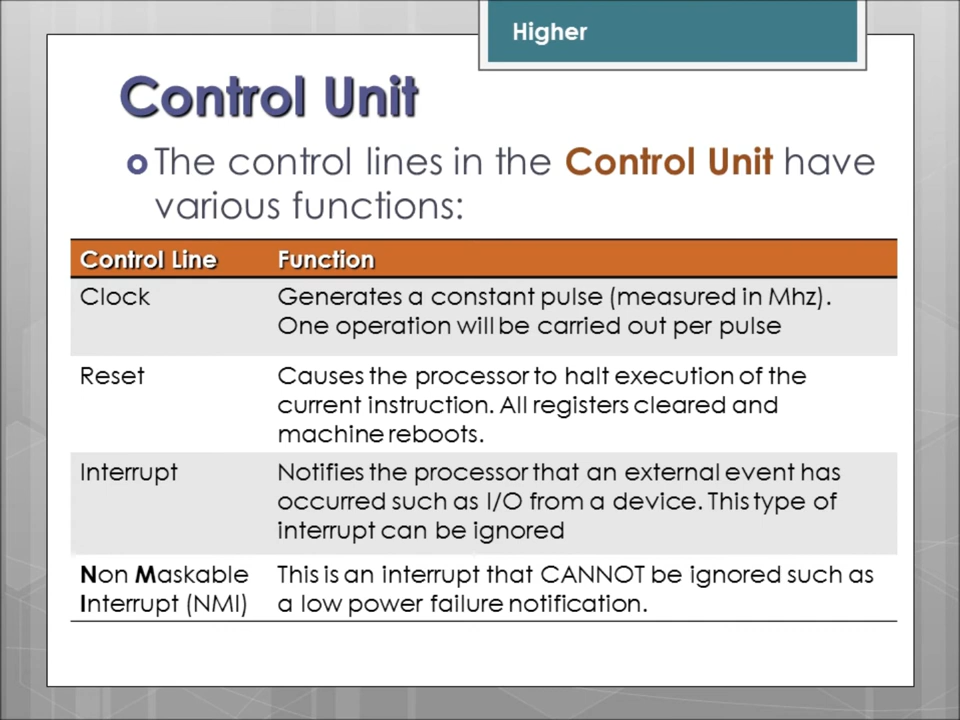 Higher
Control Unit
The control lines in the Control Unit have
various functions:
Control Line Function
Clock Generates a constant pulse (measured in Mhz).
One operation will be carried out per pulse
Reset Causes the processor to halt execution of the
current instruction. All registers cleared and
machine reboots.
Interrupt Notifies the processor that an external event has
occurred such as I/O from a device. This type of
interrupt can be ignored
Non Maskable This is an interrupt that CANNOT be ignored such as
Interrupt (NMI) a low power failure notification.